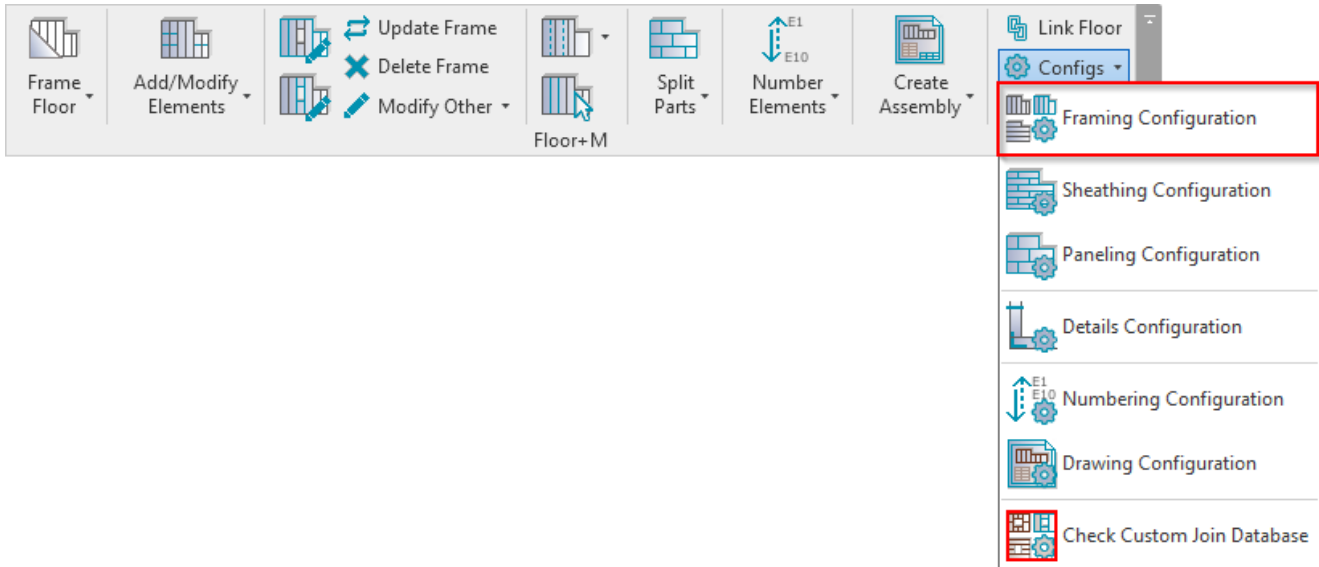 Frame
Floor
Add/Modify
Elements
Update Frame
Delete Frame
Modify Other
Split
Parts
E1
E10
Number
Elements
Create
Assembly
Link Floor
Configs
Floor+M
Framing Configuration
Sheathing Configuration
Paneling Configuration
Details Configuration
E1
E10
Numbering Configuration
Drawing Configuration
Check Custom Join Database